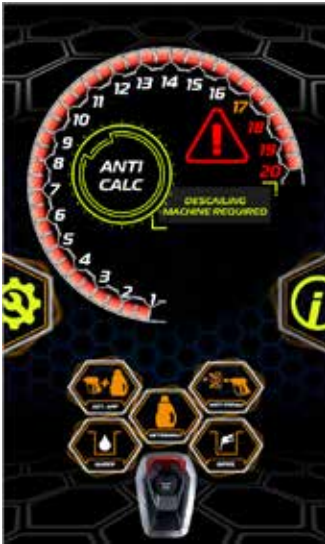 13 14
12 15
11 16
10 17
9 18
8 19
7 20
ANTI
CALC
DESCALING
MACHINE REQUIRED
6
5
4
3
2
1
DETERGENT
i